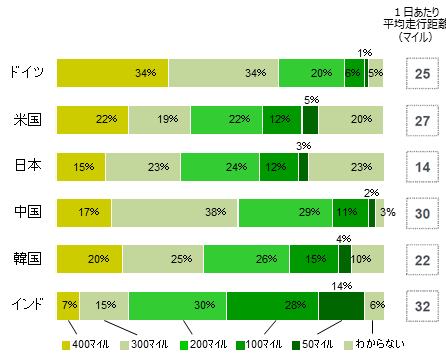 １日あたり
平均走行距離
（マイル）
ドイツ 34% 34% 20% 6% 1% 5% 25
米国 22% 19% 22% 12% 5% 20% 27
日本 15% 23% 24% 12% 3% 23% 14
中国 17% 38% 29% 11% 2% 3% 30
韓国 20% 25% 26% 15% 4% 10% 22
インド 7% 15% 30% 28% 14% 6% 32
400マイル 300マイル 200マイル 100マイル 50マイル わからない